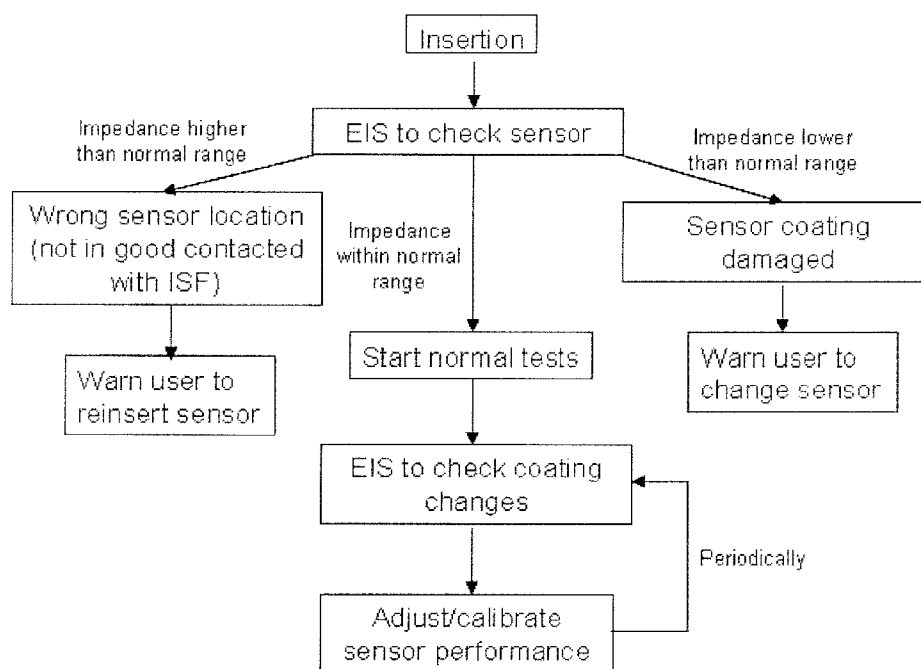 Insertion
EIS to check sensor
Impedance higher
than normal range
Impedance lower
than normal range
Wrong sensor location
(not in good contacted
with ISF)
Impedance
within normal
range
Sensor coating
damaged
Warn user to
reinsert sensor
Start normal tests
Warn user to
change sensor
EIS to check coating
changes
Periodically
Adjust/calibrate
sensor performance